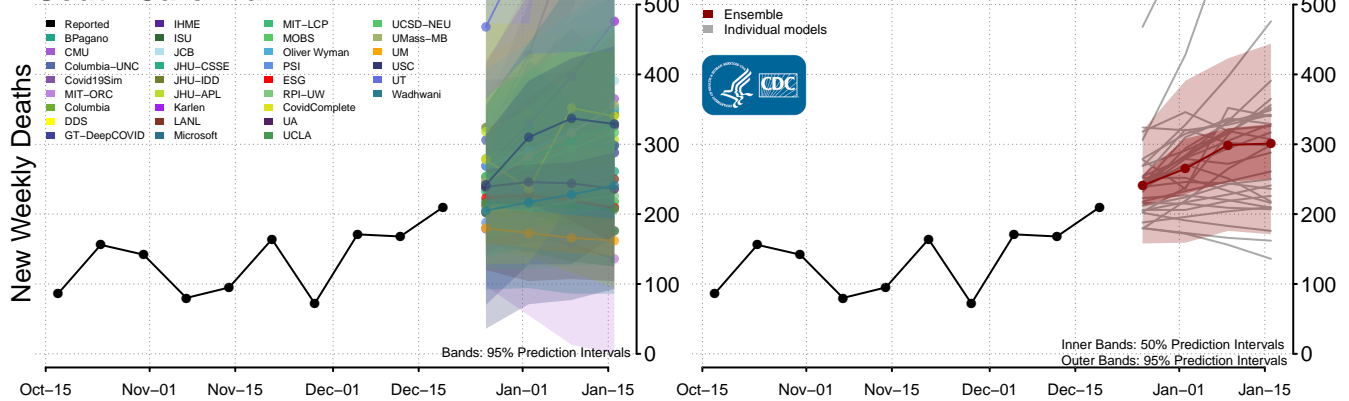 New Weekly Deaths
Reported
BPagano
CMU
Columbia−UNC
Covid19Sim
MIT−ORC
Columbia
DDS
GT−DeepCOVID
IHME
ISU
JCB
JHU−CSSE
JHU−IDD
JHU−APL
Karlen
LANL
Microsoft
MIT−LCP
MOBS
Oliver Wyman
PSI
ESG
RPI−UW
CovidComplete
UA
UCLA
UCSD−NEU
UMass−MB
UM
USC
UT
Wadhwani
500
400
300
200
100
0
Bands: 95% Prediction Intervals
Oct−15 Nov−01 Nov−15 Dec−01 Dec−15 Jan−01 Jan−15
Ensemble
Individual models
CDC
500
400
300
200
100
0
Inner Bands: 50% Prediction Intervals
Outer Bands: 95% Prediction Intervals
Oct−15 Nov−01 Nov−15 Dec−01 Dec−15 Jan−01 Jan−15